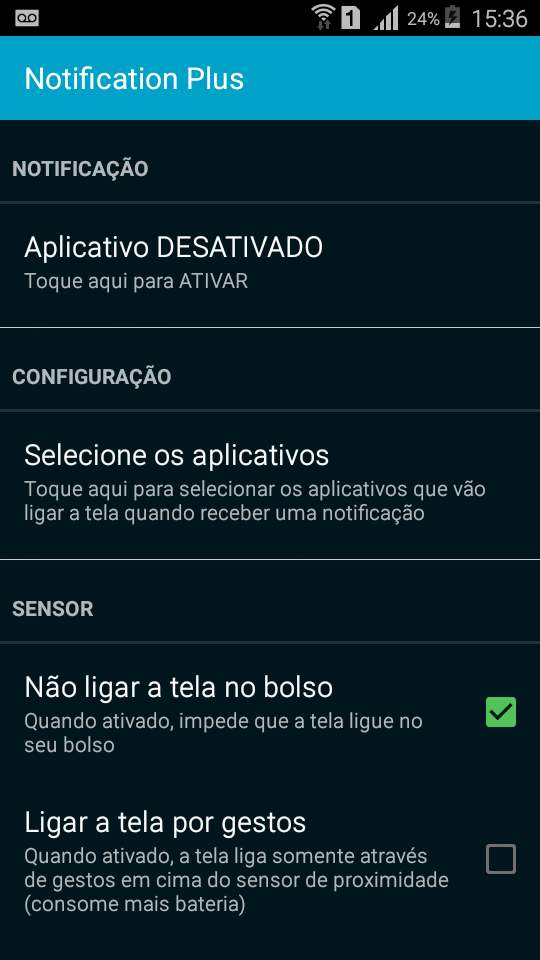 1 24% 15:36
Notification Plus
NOTIFICAÇÃO
Aplicativo DESATIVADO
Toque aqui para ATIVAR
CONFIGURAÇÃO
Selecione os aplicativos
Toque aqui para selecionar os aplicativos que vão
ligar a tela quando receber uma notificação
SENSOR
Não ligar a tela no bolso
Quando ativado, impede que a tela ligue no
seu bolso
Ligar a tela por gestos
Quando ativado, a tela liga somente através
de gestos em cima do sensor de proximidade
(consome mais bateria)